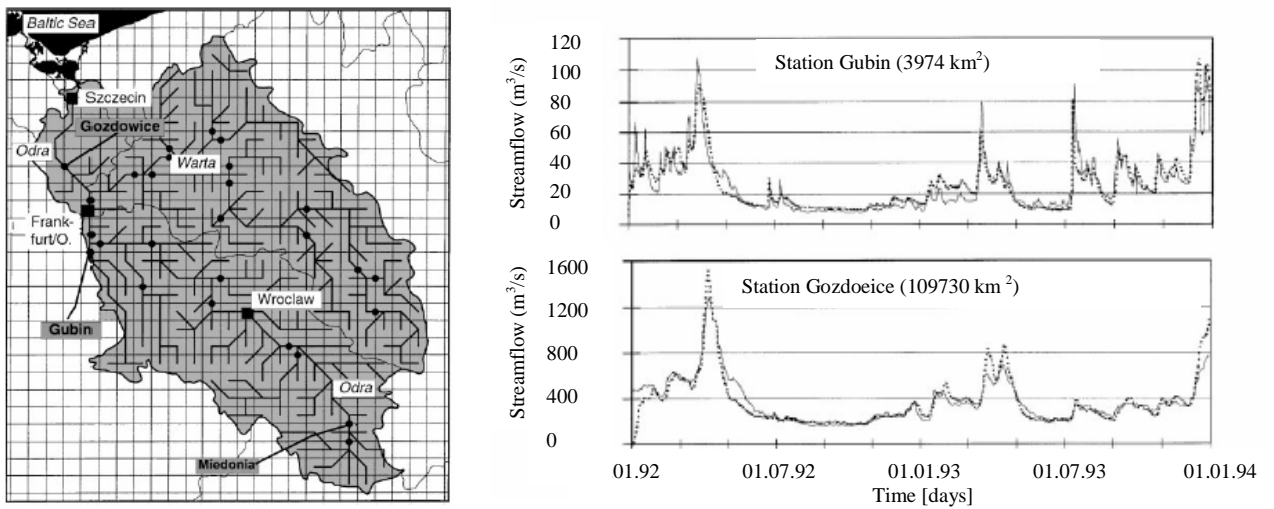 Baltic Sea
Szczecin
Gozdowice
Odra
Warta
Frank-
furt/O.
Wroclaw
Gubin
Odra
Miedonia
Streamflow (m³/s)
120
100
80
60
40
20
0
Station Gubin (3974 km²)
Streamflow (m³/s)
1600
1200
800
400
0
Station Gozdoeice (109730 km ²)
01.92
01.07.92
01.01.93
01.07.93
01.01.94
Time [days]